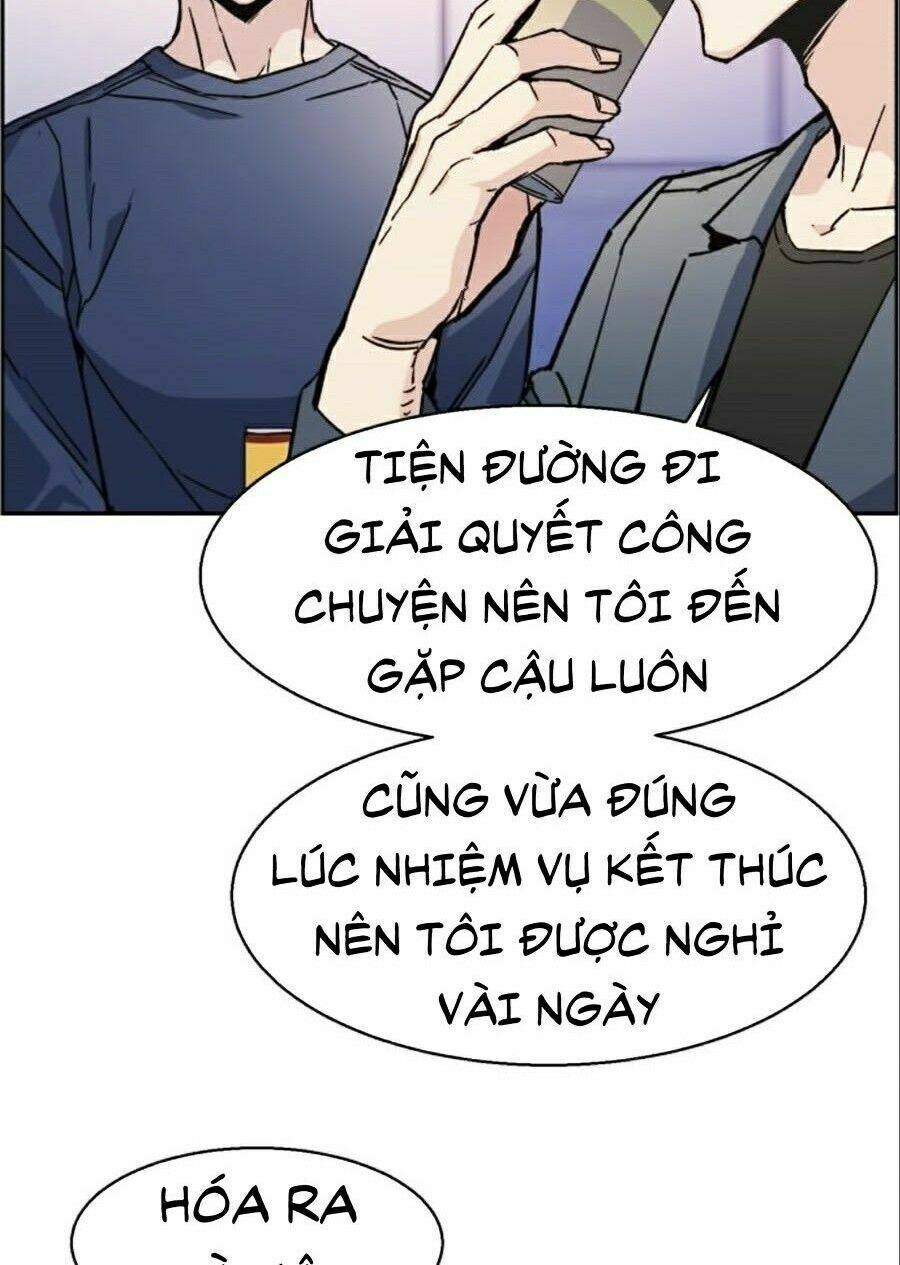 TIỆN ĐƯỜNG ĐI
GIẢI QUYẾT CÔNG
CHUYỆN NÊN TÔI ĐẾN
GẶP CẬU LUÔN
CŨNG VỪA ĐÚNG
LÚC NHIỆM VỤ KẾT THÚC
NÊN TÔI ĐƯỢC NGHỈ
VÀI NGÀY
HÓA RA